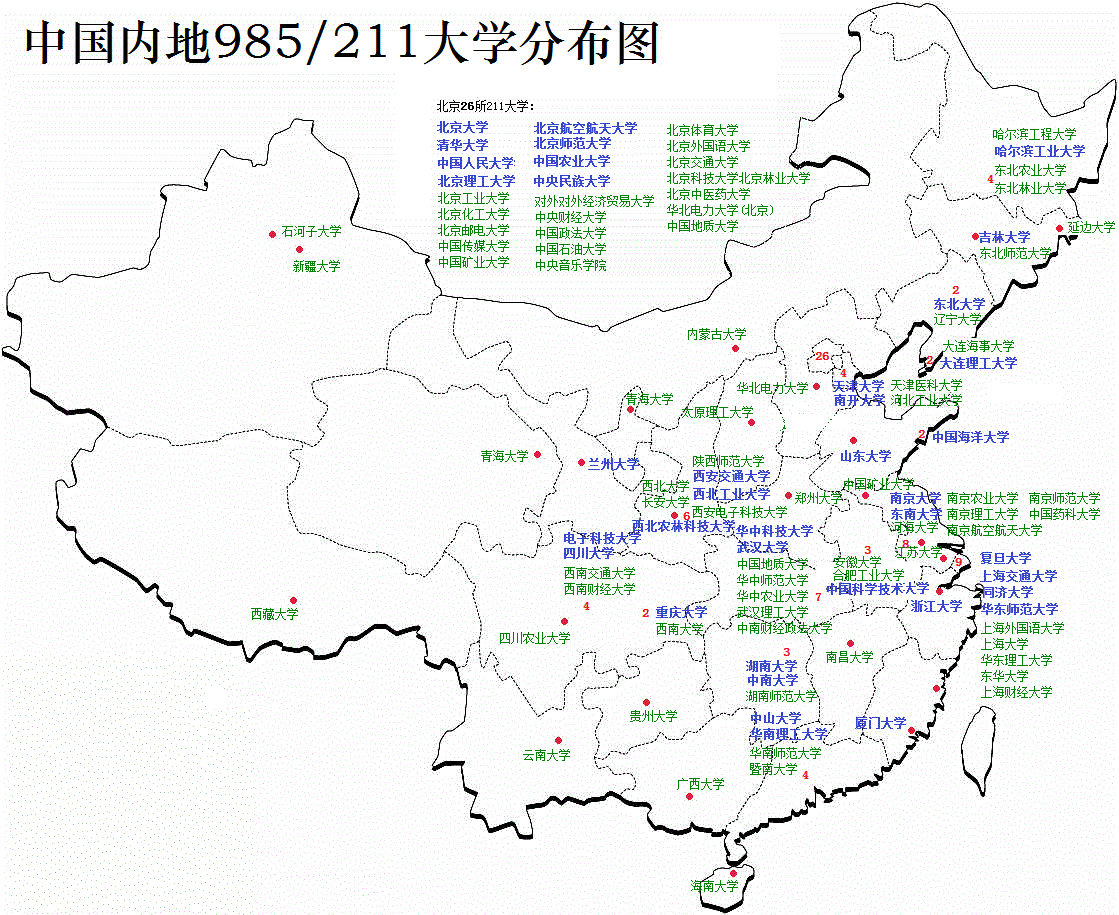 中国内地985/211大学分布图
北京26所211大学：
北京大学
清华大学
中国人民大学
北京理工大学
北京工业大学
北京化工大学
北京邮电大学
中国传媒大学
中国矿业大学
北京航空航天大学
北京师范大学
中国农业大学
中央民族大学
对外对外经济贸易大学
中央财经大学
中国政法大学
中国石油大学
中央音乐学院
北京体育大学
北京外国语大学
北京交通大学
北京科技大学北京林业大学
北京中医药大学
华北电力大学(北京)
中国地质大学
哈尔滨工程大学
哈尔滨工业大学
东北农业大学
4
东北林业大学
延边大学
吉林大学
东北师范大学
石河子大学
新疆大学
2
东北大学
辽宁大学
大连海事大学
2
大连理工大学
内蒙古大学
26
4
华北电力大学
天津大学
南开大学
天津医科大学
河北工业大学
青海大学
太原理工大学
2
中国海洋大学
山东大学
青海大学
兰州大学
陕西师范大学
西安交通大学
西北工业大学
西北大学
长安大学
6
西安电子科技大学
西北农林科技大学
郑州大学
中国矿业大学
南京大学
东南大学
河海大学
8
江苏大学
南京农业大学
南京理工大学
南京航空航天大学
南京师范大学
中国药科大学
电子科技大学
四川大学
西南交通大学
西南财经大学
4
四川农业大学
华中科技大学
武汉大学
中国地质大学
华中师范大学
华中农业大学
7
武汉理工大学
中南财经政法大学
3
安徽大学
合肥工业大学
中国科学技术大学
浙江大学
9
复旦大学
上海交通大学
同济大学
华东师范大学
上海外国语大学
上海大学
华东理工大学
东华大学
上海财经大学
西藏大学
2
重庆大学
西南大学
3
湖南大学
中南大学
湖南师范大学
南昌大学
贵州大学
云南大学
中山大学
华南理工大学
华南师范大学
暨南大学
4
厦门大学
广西大学
海南大学